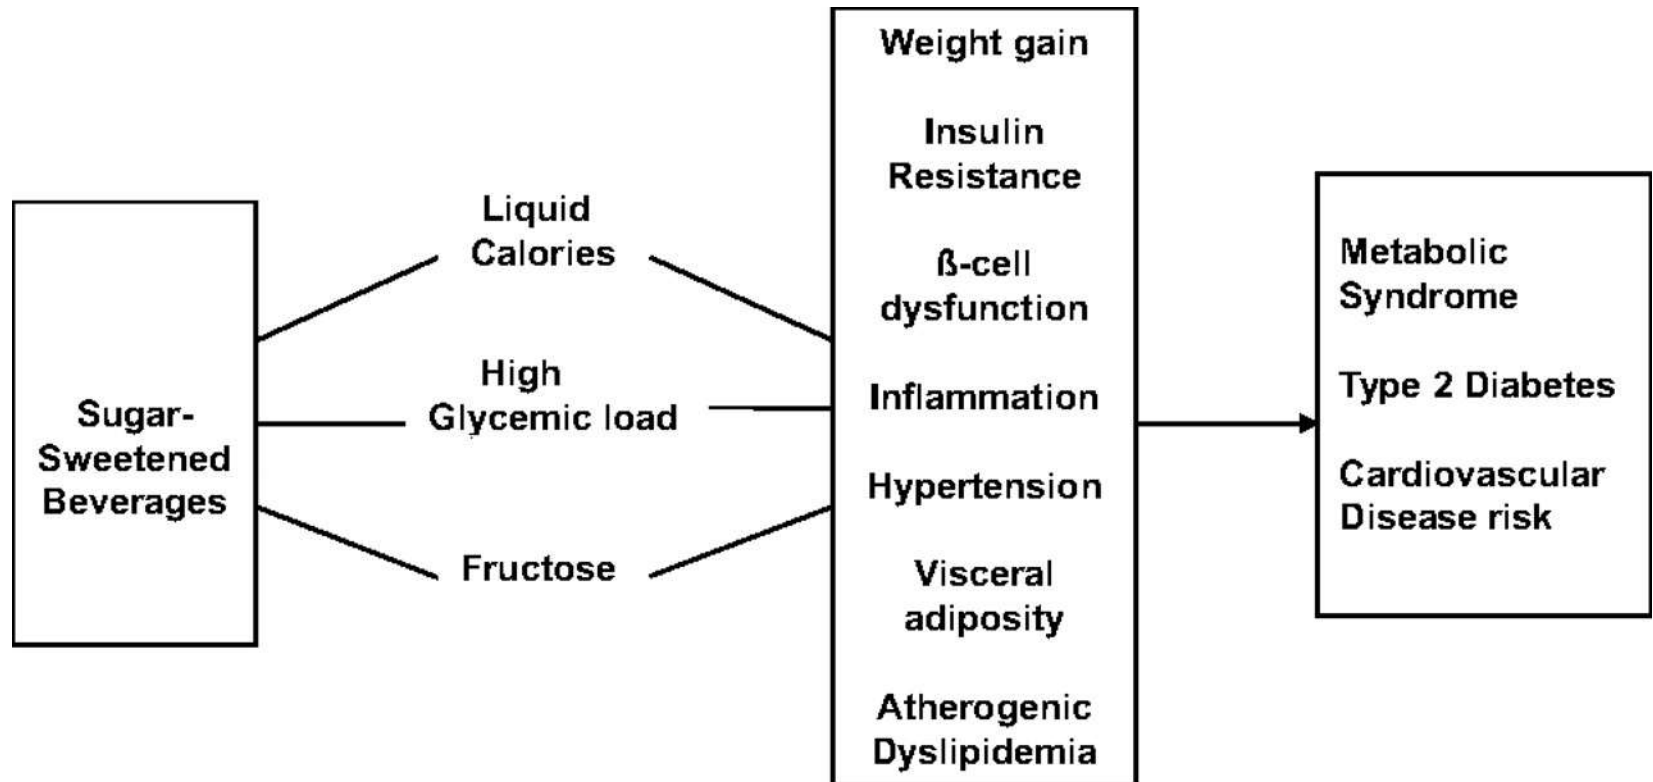 Sugar-
Sweetened
Beverages
Liquid
Calories
High
Glycemic load
Fructose
Weight gain
Insulin
Resistance
ß-cell
dysfunction
Inflammation
Hypertension
Visceral
adiposity
Atherogenic
Dyslipidemia
Metabolic
Syndrome
Type 2 Diabetes
Cardiovascular
Disease risk